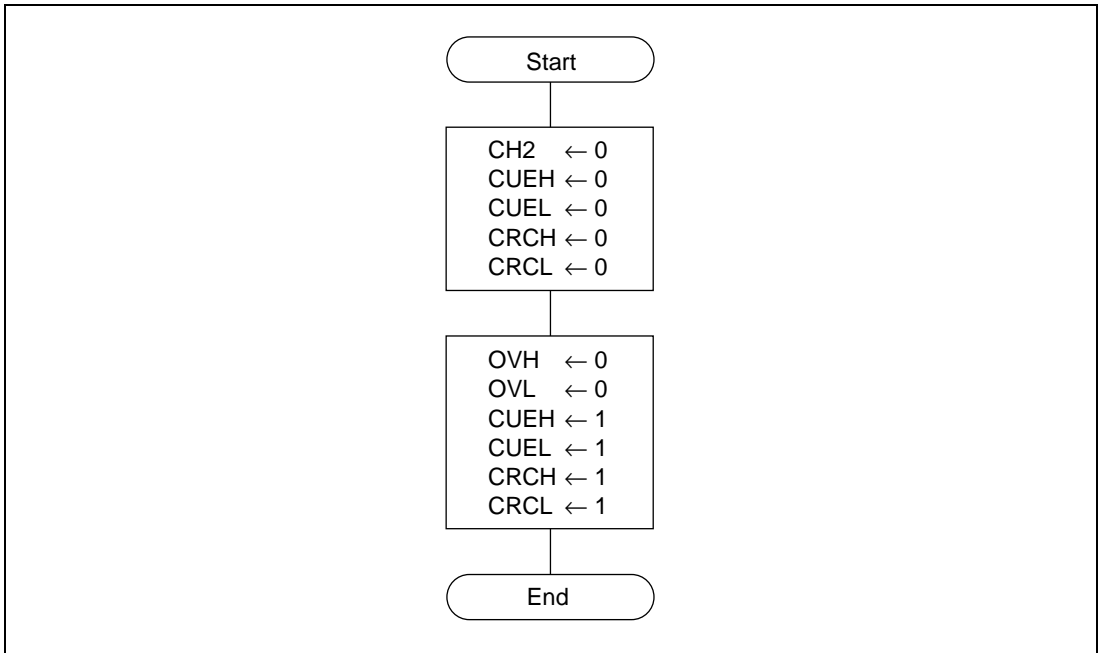 Start
CH2 ← 0
CUEH ← 0
CUEL ← 0
CRCH ← 0
CRCL ← 0
OVH ← 0
OVL ← 0
CUEH ← 1
CUEL ← 1
CRCH ← 1
CRCL ← 1
End